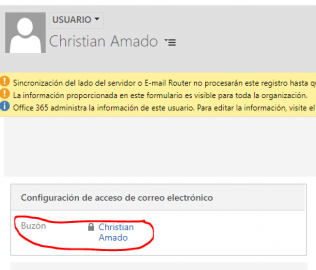 USUARIO
Christian Amado
Sincronización del lado del servidor o E-mail Router no procesarán este registro hasta
La información proporcionada en este formulario es visible para toda la organización.
Office 365 administra la información de este usuario. Para editar la información, visite el
Configuración de acceso de correo electrónico
Buzón Christian
Amado